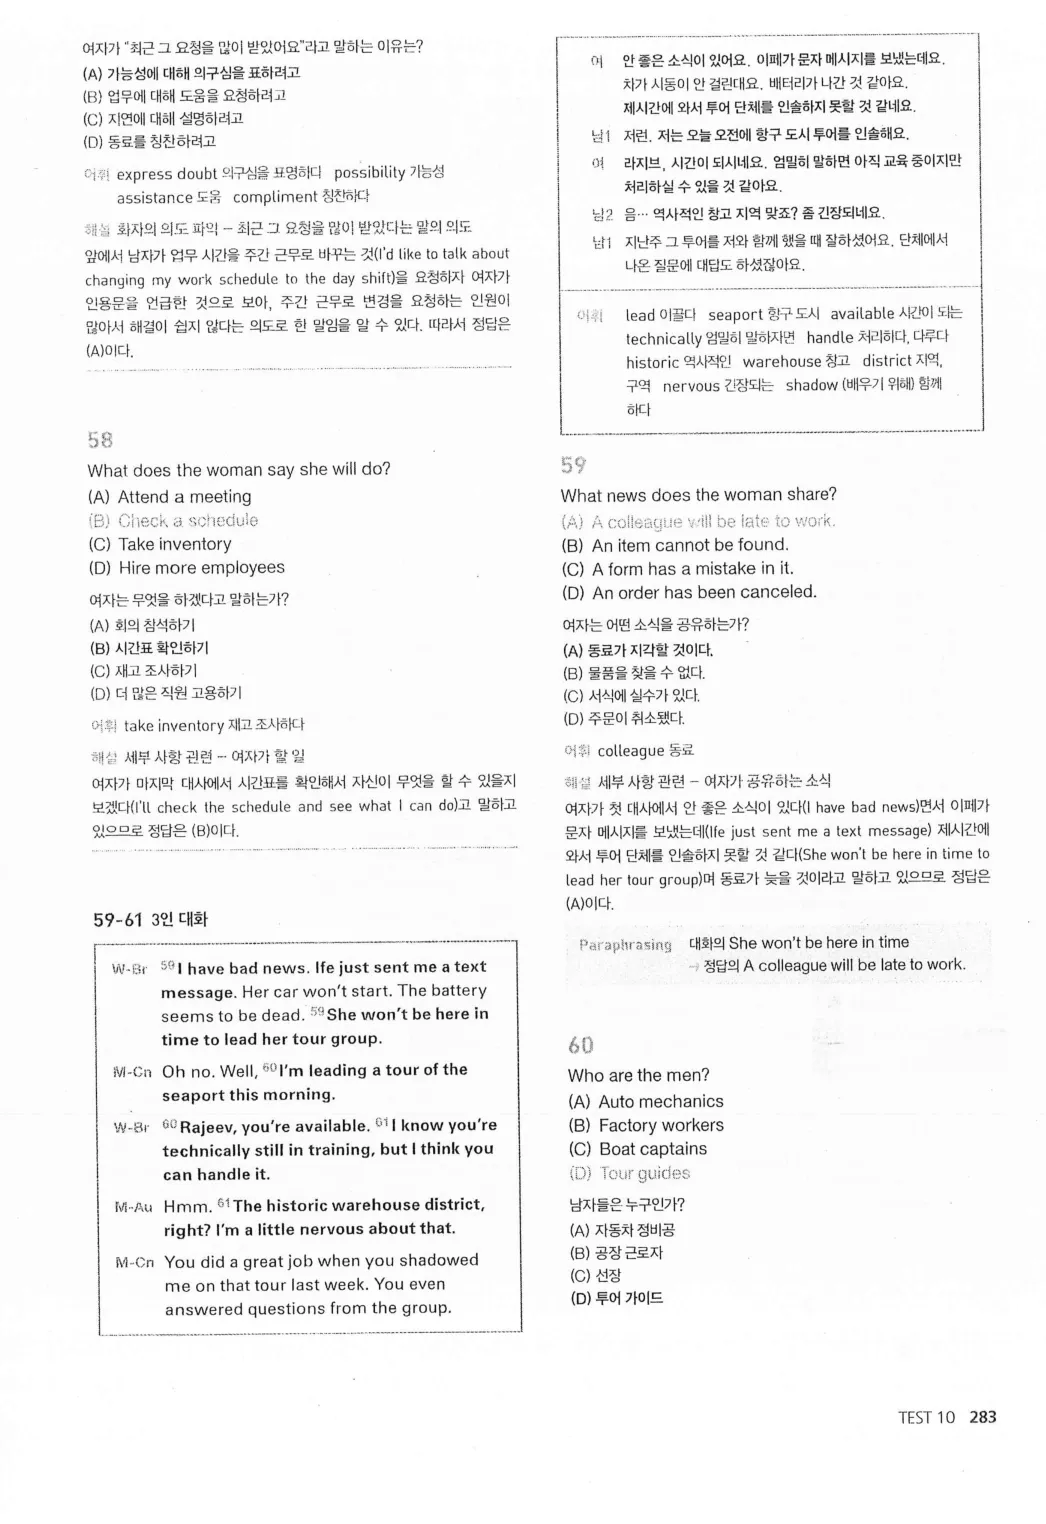 여자가 "최근 그 요청을 많이 받았어요"라고 말하는 이유는?
(A) 가능성에 대해 의구심을 표하려고
(B) 업무에 대해 도움을 요청하려고
(C) 지연에 대해 설명하려고
(D) 동료를 칭찬하려고
어휘 express doubt 의구심을 표명하다 possibility 가능성
assistance 도움 compliment 칭찬하다
해설 화자의 의도 파악 – 최근 그 요청을 많이 받았다는 말의 의도
앞에서 남자가 업무 시간을 주간 근무로 바꾸는 것(I'd like to talk about
changing my work schedule to the day shift)을 요청하자 여자가
인용문을 언급한 것으로 보아, 주간 근무로 변경을 요청하는 인원이
많아서 해결이 쉽지 않다는 의도로 한 말임을 알 수 있다. 따라서 정답은
(A)이다.
58
What does the woman say she will do?
(A) Attend a meeting
(B) Check a schedule
(C) Take inventory
(D) Hire more employees
여자는 무엇을 하겠다고 말하는가?
(A) 회의 참석하기
(B) 시간표 확인하기
(C) 재고 조사하기
(D) 더 많은 직원 고용하기
어휘 take inventory 재고 조사하다
해설 세부 사항 관련 – 여자가 할 일
여자가 마지막 대사에서 시간표를 확인해서 자신이 무엇을 할 수 있을지
보겠다(I'll check the schedule and see what I can do)고 말하고
있으므로 정답은 (B)이다.
59-61 3인 대화
W-Br 59 I have bad news. Ife just sent me a text
message. Her car won't start. The battery
seems to be dead. 59 She won't be here in
time to lead her tour group.
M-Cn Oh no. Well, 60 I'm leading a tour of the
seaport this morning.
W-Br 60 Rajeev, you're available. 61 I know you're
technically still in training, but I think you
can handle it.
M-Au Hmm. 61 The historic warehouse district,
right? I'm a little nervous about that.
M-Cn You did a great job when you shadowed
me on that tour last week. You even
answered questions from the group.
여 안 좋은 소식이 있어요. 이페가 문자 메시지를 보냈는데요.
차가 시동이 안 걸린대요. 배터리가 나간 것 같아요.
제시간에 와서 투어 단체를 인솔하지 못할 것 같네요.
남1 저런. 저는 오늘 오전에 항구 도시 투어를 인솔해요.
여 라지브, 시간이 되시네요. 엄밀히 말하면 아직 교육 중이지만
처리하실 수 있을 것 같아요.
남2 음… 역사적인 창고 지역 맞죠? 좀 긴장되네요.
남1 지난주 그 투어를 저와 함께 했을 때 잘하셨어요. 단체에서
나온 질문에 대답도 하셨잖아요.
어휘 lead 이끌다 seaport 항구 도시 available 시간이 되는
technically 엄밀히 말하자면 handle 처리하다, 다루다
historic 역사적인 warehouse 창고 district 지역,
구역 nervous 긴장되는 shadow (배우기 위해) 함께
하다
59
What news does the woman share?
(A) A colleague will be late to work.
(B) An item cannot be found.
(C) A form has a mistake in it.
(D) An order has been canceled.
여자는 어떤 소식을 공유하는가?
(A) 동료가 지각할 것이다.
(B) 물품을 찾을 수 없다.
(C) 서식에 실수가 있다.
(D) 주문이 취소됐다.
어휘 colleague 동료
해설 세부 사항 관련 – 여자가 공유하는 소식
여자가 첫 대사에서 안 좋은 소식이 있다(I have bad news)면서 이페가
문자 메시지를 보냈는데(Ife just sent me a text message) 제시간에
와서 투어 단체를 인솔하지 못할 것 같다(She won't be here in time to
lead her tour group)며 동료가 늦을 것이라고 말하고 있으므로 정답은
(A)이다.
Paraphrasing 대화의 She won't be here in time
→ 정답의 A colleague will be late to work.
60
Who are the men?
(A) Auto mechanics
(B) Factory workers
(C) Boat captains
(D) Tour guides
남자들은 누구인가?
(A) 자동차 정비공
(B) 공장 근로자
(C) 선장
(D) 투어 가이드
TEST 10 283